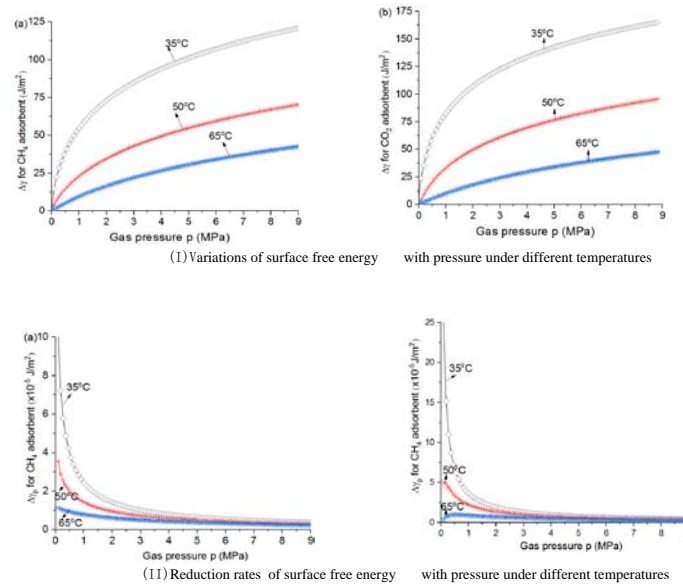 (a)
125
100
75
50
25
0
Δγ for CH₄ adsorbent (J/m²)
35°C
50°C
65°C
0 1 2 3 4 5 6 7 8 9
Gas pressure p (MPa)
(b)
175
150
125
100
75
50
25
0
Δγ for CO₂ adsorbent (J/m²)
35°C
50°C
65°C
0 1 2 3 4 5 6 7 8 9
Gas pressure p (MPa)
(I)Variations of surface free energy with pressure under different temperatures
(a)
10
8
6
4
2
0
Δγₚ for CH₄ adsorbent (x10⁻⁵ J/m²)
35°C
50°C
65°C
0 1 2 3 4 5 6 7 8 9
Gas pressure p (MPa)
25
20
15
10
5
0
Δγₚ for CH₄ adsorbent (x10⁻⁵ J/m²)
35°C
50°C
65°C
0 1 2 3 4 5 6 7 8
Gas pressure p (MPa)
(II)Reduction rates of surface free energy with pressure under different temperatures